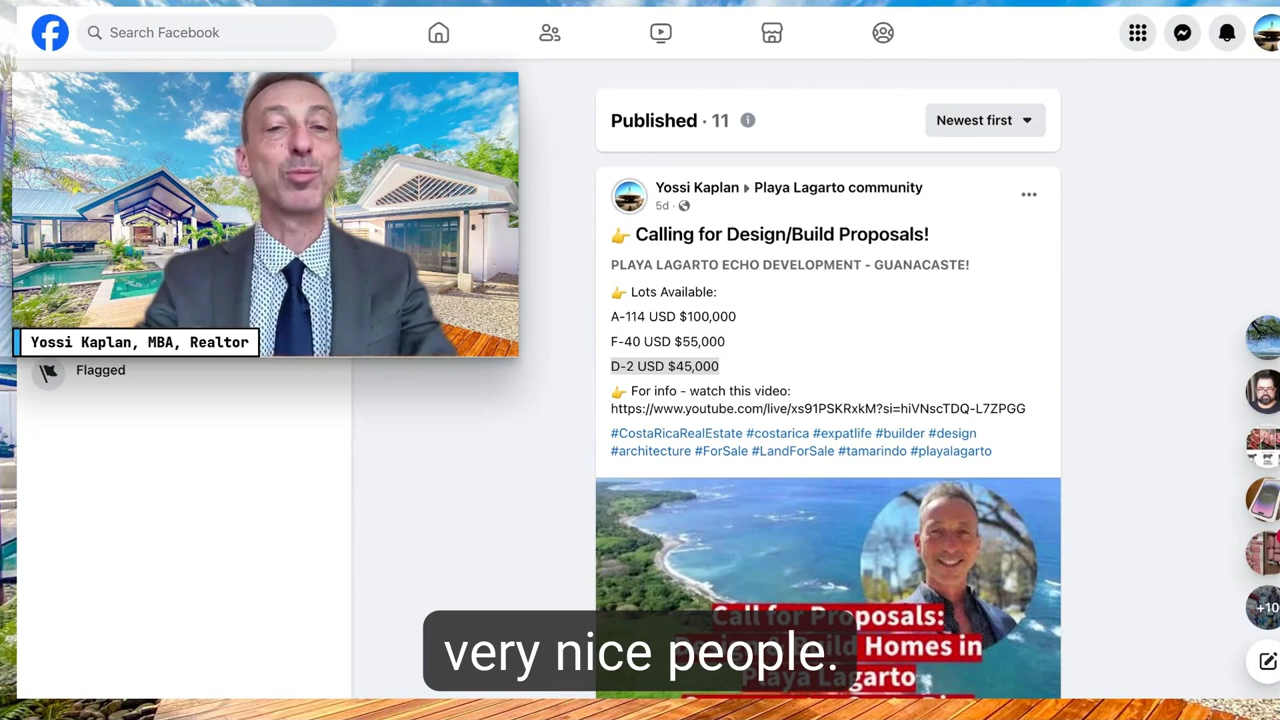 Search Facebook
Published · 11
Newest first
Yossi Kaplan, MBA, Realtor
Flagged
Yossi Kaplan ▸ Playa Lagarto community
5d ·
👉 Calling for Design/Build Proposals!
PLAYA LAGARTO ECHO DEVELOPMENT - GUANACASTE!
👉 Lots Available:
A-114 USD $100,000
F-40 USD $55,000
D-2 USD $45,000
👉 For info - watch this video:
https://www.youtube.com/live/xs91PSKRxkM?si=hiVNscTDQ-L7ZPGG
#CostaRicaRealEstate #costarica #expatlife #builder #design
#architecture #ForSale #LandForSale #tamarindo #playalagarto
Call for Proposals:
Design & Build Homes in
Playa Lagarto
very nice people.
+10